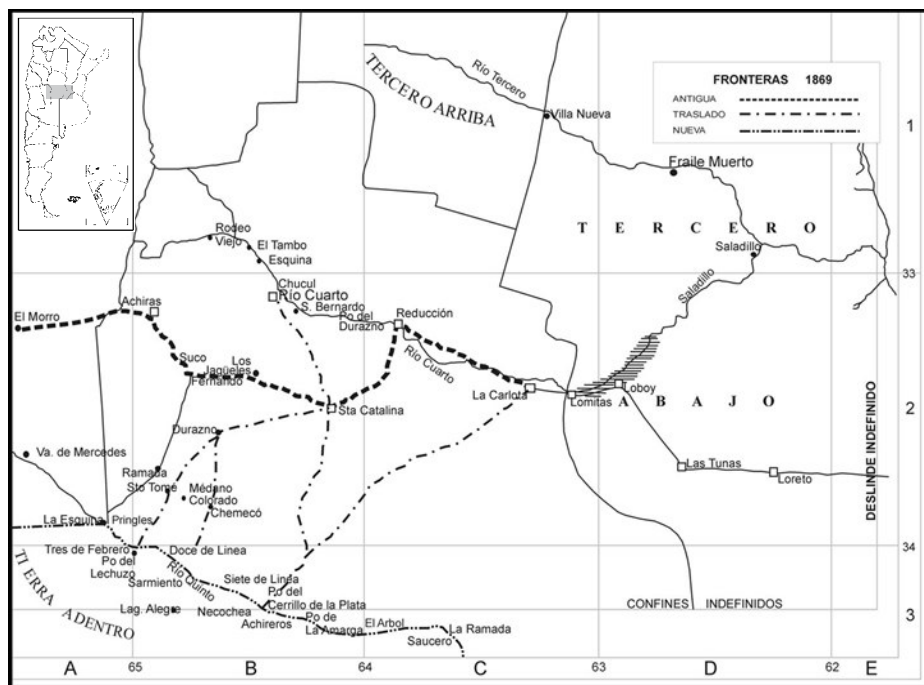 FRONTERAS 1869
ANTIGUA
TRASLADO
NUEVA
TERCERO ARRIBA
Río Tercero
Villa Nueva
Fraile Muerto
1
T E R C E R O
Saladillo
Saladillo
Rodeo
Viejo
El Tambo
Esquina
33
Chucul
Río Cuarto
S. Bernardo
Po del
Durazno
Reducción
Achiras
El Morro
Río Cuarto
Suco
Los
Jagüeles
Fernando
La Carlota
Lomitas
Loboy
A B A J O
2
Sta Catalina
Durazno
Va. de Mercedes
Ramada
Sto Tomé
Médano
Colorado
Chemecó
Las Tunas
Loreto
DESLINDE INDEFINIDO
La Esquina
Pringles
34
Tres de Febrero
Po del
Lechuzo
Doce de Linea
Sarmiento
Río Quinto
Siete de Linea
Po del
Cerrillo de la Plata
Lag. Alegre
Necochea
Achireros
Po de
La Amarga
El Arbol
La Ramada
Saucero
TIERRA ADENTRO
CONFINES INDEFINIDOS
3
A
65
B
64
C
63
D
62
E